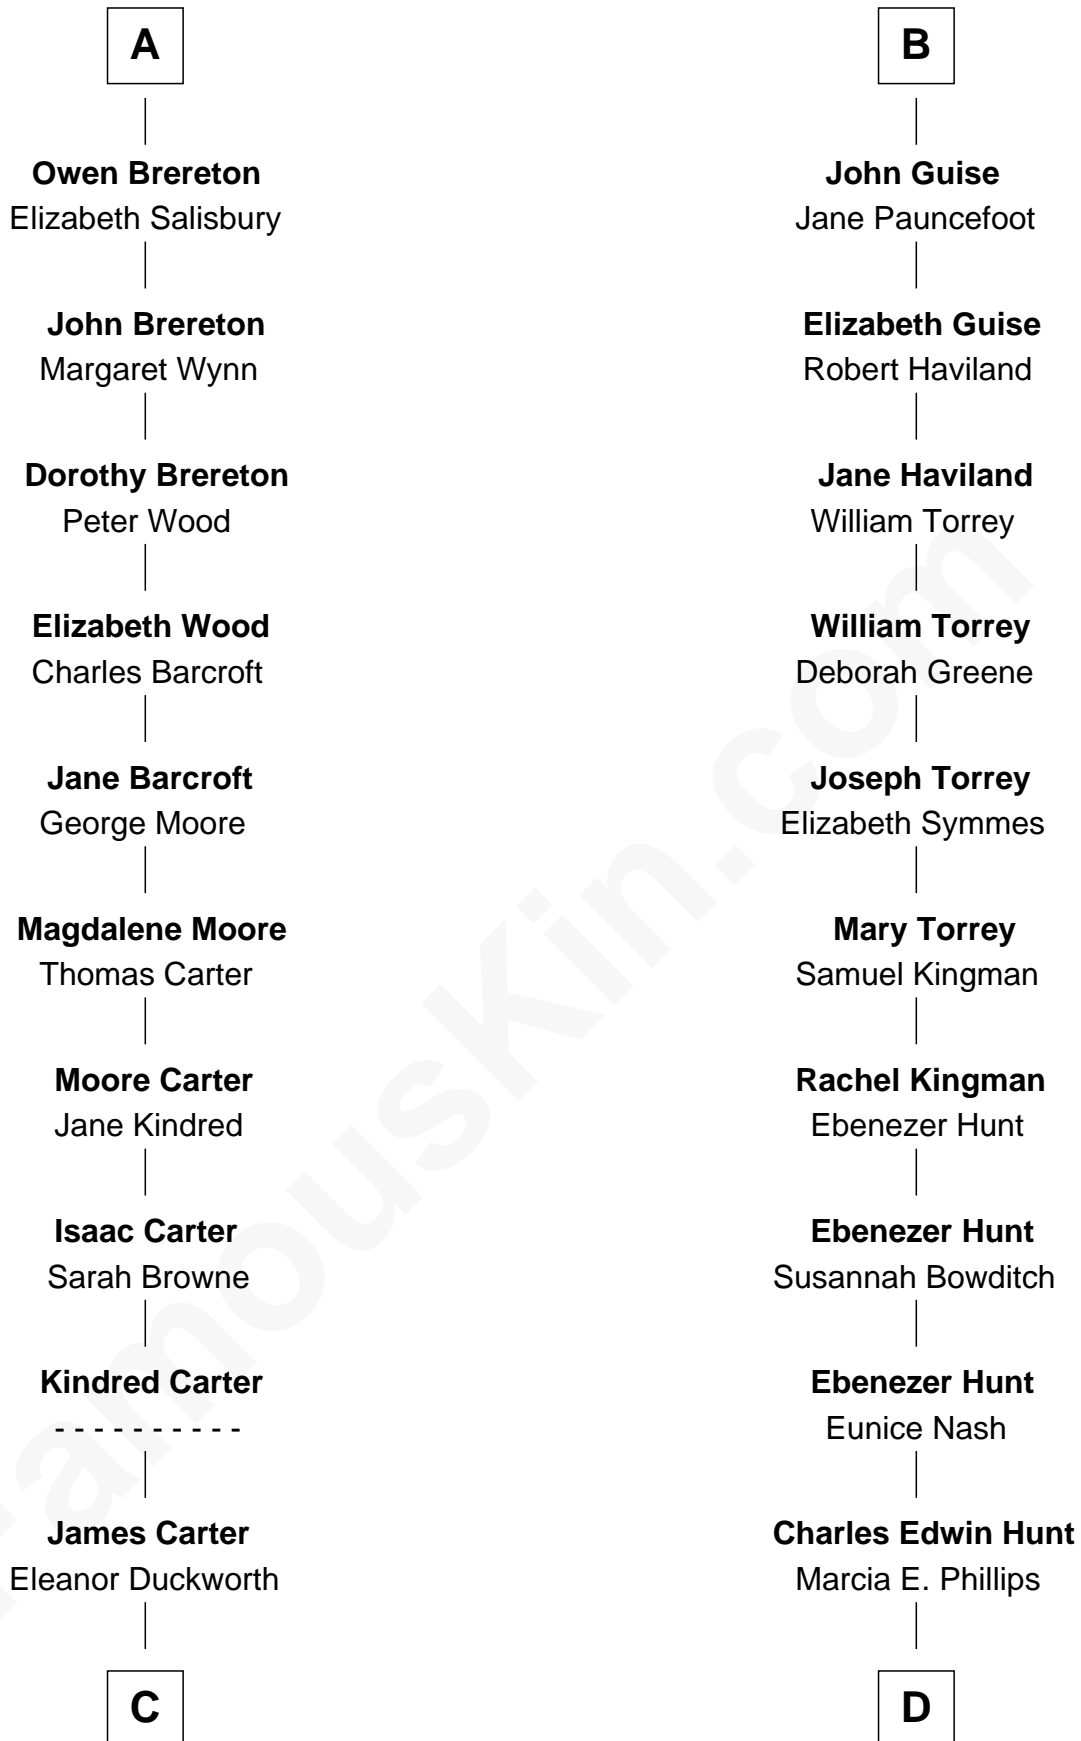 A
Owen Brereton
Elizabeth Salisbury
John Brereton
Margaret Wynn
Dorothy Brereton
Peter Wood
Elizabeth Wood
Charles Barcroft
Jane Barcroft
George Moore
Magdalene Moore
Thomas Carter
Moore Carter
Jane Kindred
Isaac Carter
Sarah Browne
Kindred Carter
- - - - - - - - - -
James Carter
Eleanor Duckworth
C
B
John Guise
Jane Pauncefoot
Elizabeth Guise
Robert Haviland
Jane Haviland
William Torrey
William Torrey
Deborah Greene
Joseph Torrey
Elizabeth Symmes
Mary Torrey
Samuel Kingman
Rachel Kingman
Ebenezer Hunt
Ebenezer Hunt
Susannah Bowditch
Ebenezer Hunt
Eunice Nash
Charles Edwin Hunt
Marcia E. Phillips
D
FamousKin.com